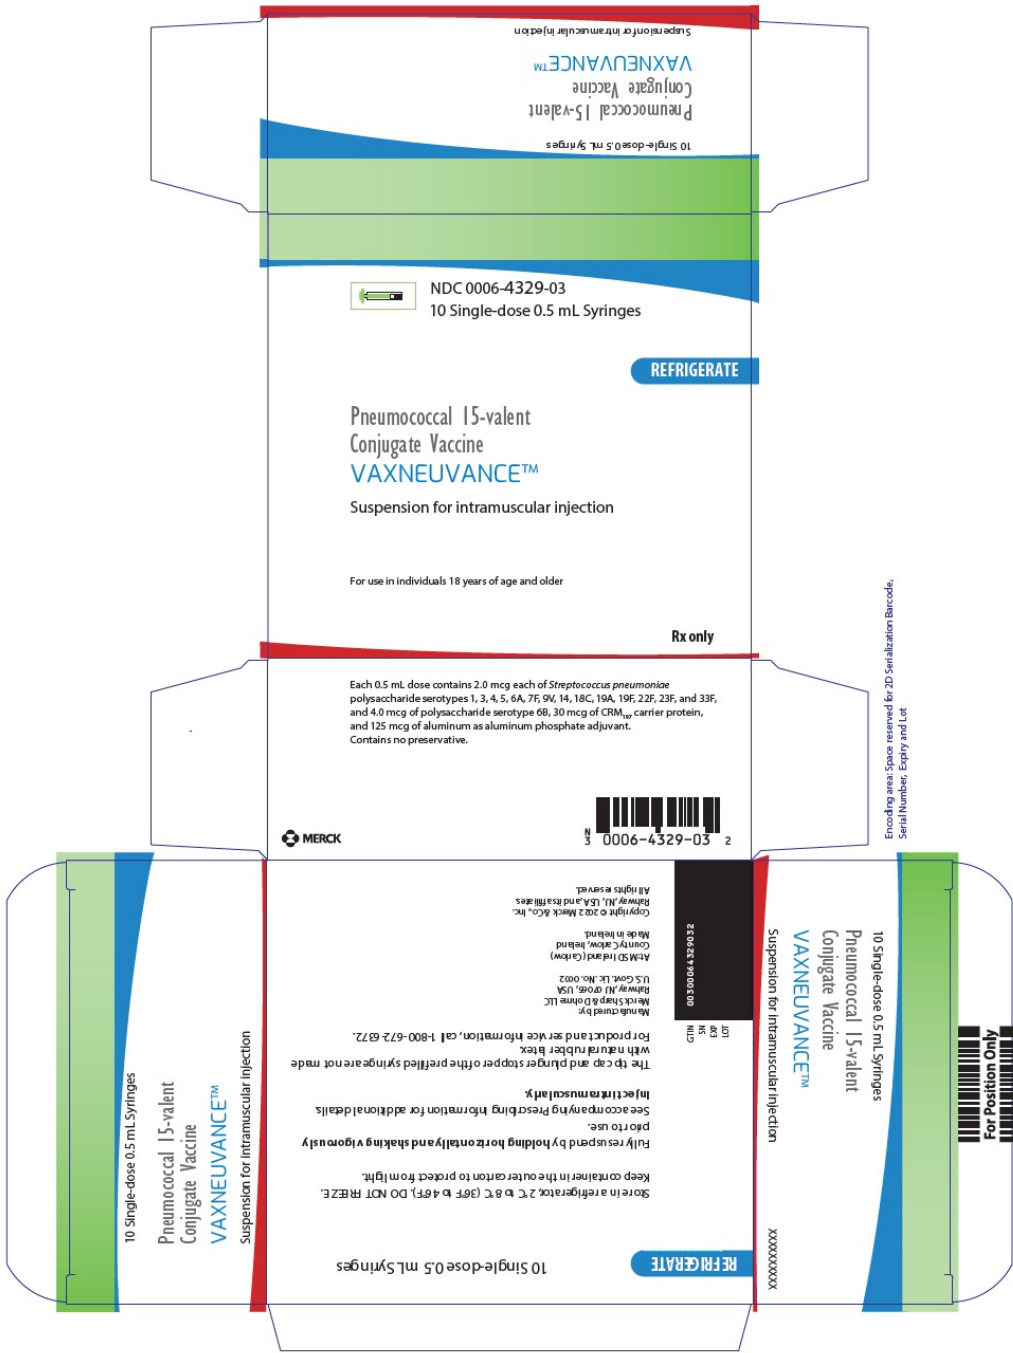 Suspension for intramuscular injection
VAXNEUVANCE™
Conjugate Vaccine
Pneumococcal 15-valent
10 Single-dose 0.5 mL Syringes
NDC 0006-4329-03
10 Single-dose 0.5 mL Syringes
REFRIGERATE
Pneumococcal 15-valent
Conjugate Vaccine
VAXNEUVANCE™
Suspension for intramuscular injection
For use in individuals 18 years of age and older
Rx only
Each 0.5 mL dose contains 2.0 mcg each of Streptococcus pneumoniae
polysaccharide serotypes 1, 3, 4, 5, 6A, 7F, 9V, 14, 18C, 19A, 19F, 22F, 23F, and 33F,
and 4.0 mcg of polysaccharide serotype 6B, 30 mcg of CRM197 carrier protein,
and 125 mcg of aluminum as aluminum phosphate adjuvant.
Contains no preservative.
MERCK
N
3 0006-4329-03 2
Encoding area: Space reserved for 2D Serialization Barcode,
Serial Number, Expiry and Lot
10 Single-dose 0.5 mL Syringes
REFRIGERATE
Store in a refrigerator, 2°C to 8°C (36°F to 46°F). DO NOT FREEZE.
Keep container in the outer carton to protect from light.
Fully resuspend by holding horizontally and shaking vigorously
prior to use.
See accompanying Prescribing Information for additional details.
Inject intramuscularly.
The tip cap and plunger stopper of the prefilled syringe are not made
with natural rubber latex.
For product and service information, call 1-800-672-6372.
Manufactured by:
Merck Sharp & Dohme LLC
Rahway, NJ 07065, USA
U.S. Govt. Lic. No. 0002
At: MSD Ireland (Carlow)
County Carlow, Ireland
Made in Ireland.
Copyright © 2022 Merck & Co., Inc.
Rahway, NJ, USA, and its affiliates.
All rights reserved.
00300064329032
GTIN
SN
EXP
LOT
10 Single-dose 0.5 mL Syringes
Pneumococcal 15-valent
Conjugate Vaccine
VAXNEUVANCE™
Suspension for intramuscular injection
10 Single-dose 0.5 mL Syringes
Pneumococcal 15-valent
Conjugate Vaccine
VAXNEUVANCE™
Suspension for intramuscular injection
XXXXXXXXXX
For Position Only